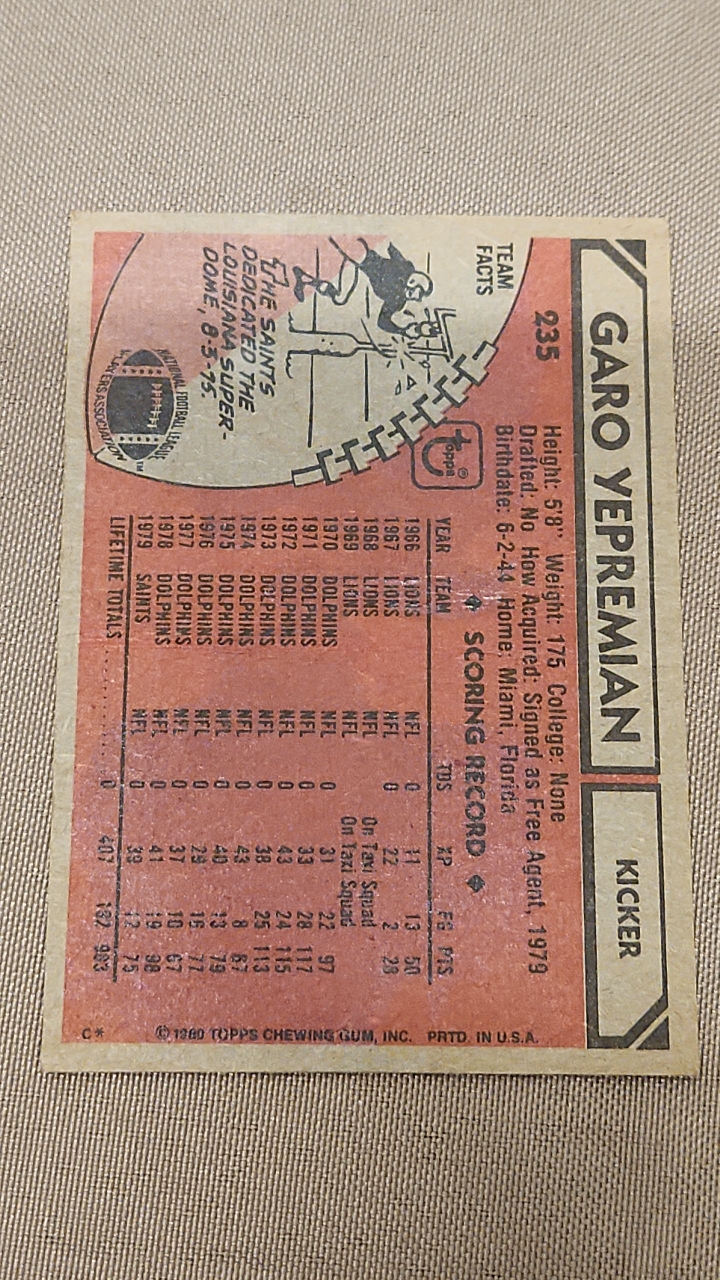 GARO YEPREMIAN
KICKER
235
Height: 5'8" Weight: 175 College: None
Drafted: No How Acquired: Signed as Free Agent, 1979
Birthdate: 6-2-44 Home: Miami, Florida
TEAM
FACTS
THE SAINTS
DEDICATED THE
LOUISIANA SUPER-
DOME, 8-3-75.
topps®
NATIONAL FOOTBALL LEAGUE
PLAYERS ASSOCIATION ™
♦ SCORING RECORD ♦
YEAR TEAM TDS XP FG PTS
1966 LIONS NFL 0 11 13 50
1967 LIONS NFL 0 22 2 28
1968 LIONS NFL On Taxi Squad
1969 LIONS NFL On Taxi Squad
1970 DOLPHINS NFL 0 31 22 97
1971 DOLPHINS NFL 0 33 28 117
1972 DOLPHINS NFL 0 43 24 115
1973 DOLPHINS NFL 0 38 25 113
1974 DOLPHINS NFL 0 43 8 67
1975 DOLPHINS NFL 0 40 13 79
1976 DOLPHINS NFL 0 29 16 77
1977 DOLPHINS NFL 0 37 10 67
1978 DOLPHINS NFL 0 41 19 98
1979 SAINTS NFL 0 39 12 75
LIFETIME TOTALS ........ 0 407 192 983
C* © 1980 TOPPS CHEWING GUM, INC. PRTD. IN U.S.A.